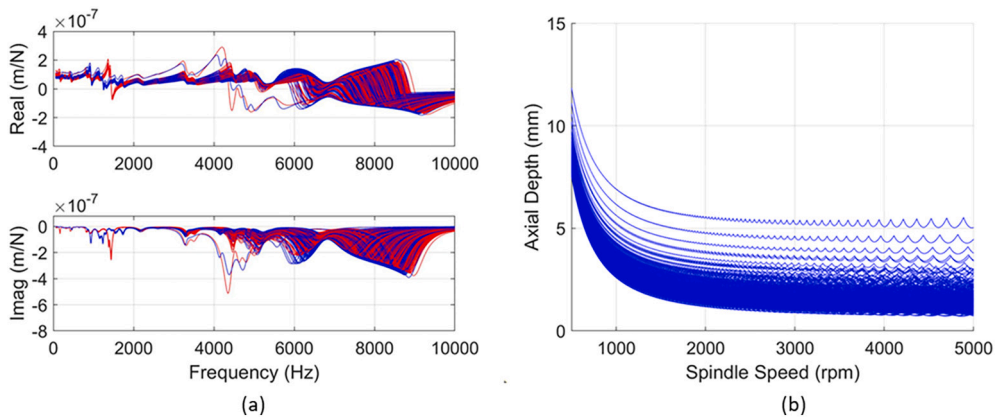 ×10⁻⁷
4
2
0
-2
-4
Real (m/N)
0 2000 4000 6000 8000 10000
×10⁻⁷
0
-2
-4
-6
-8
Imag (m/N)
0 2000 4000 6000 8000 10000
Frequency (Hz)
(a)
15
10
5
0
Axial Depth (mm)
1000 2000 3000 4000 5000
Spindle Speed (rpm)
(b)